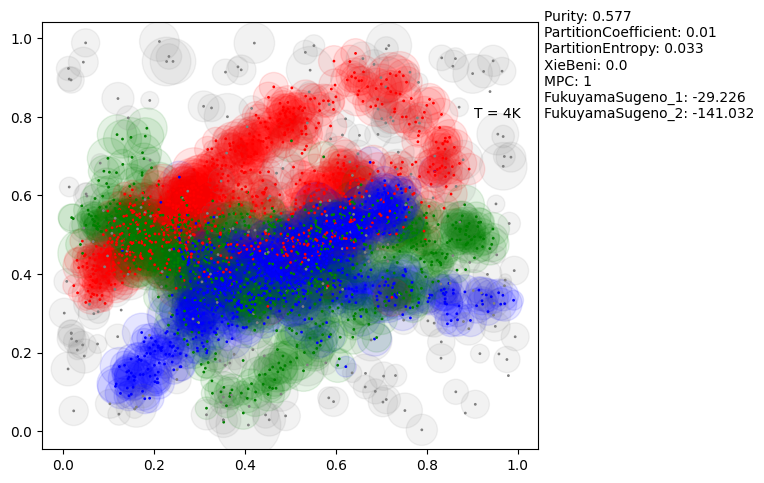 Purity: 0.577
PartitionCoefficient: 0.01
PartitionEntropy: 0.033
XieBeni: 0.0
MPC: 1
FukuyamaSugeno_1: -29.226
FukuyamaSugeno_2: -141.032
T = 4K
1.0
0.8
0.6
0.4
0.2
0.0
0.0 0.2 0.4 0.6 0.8 1.0